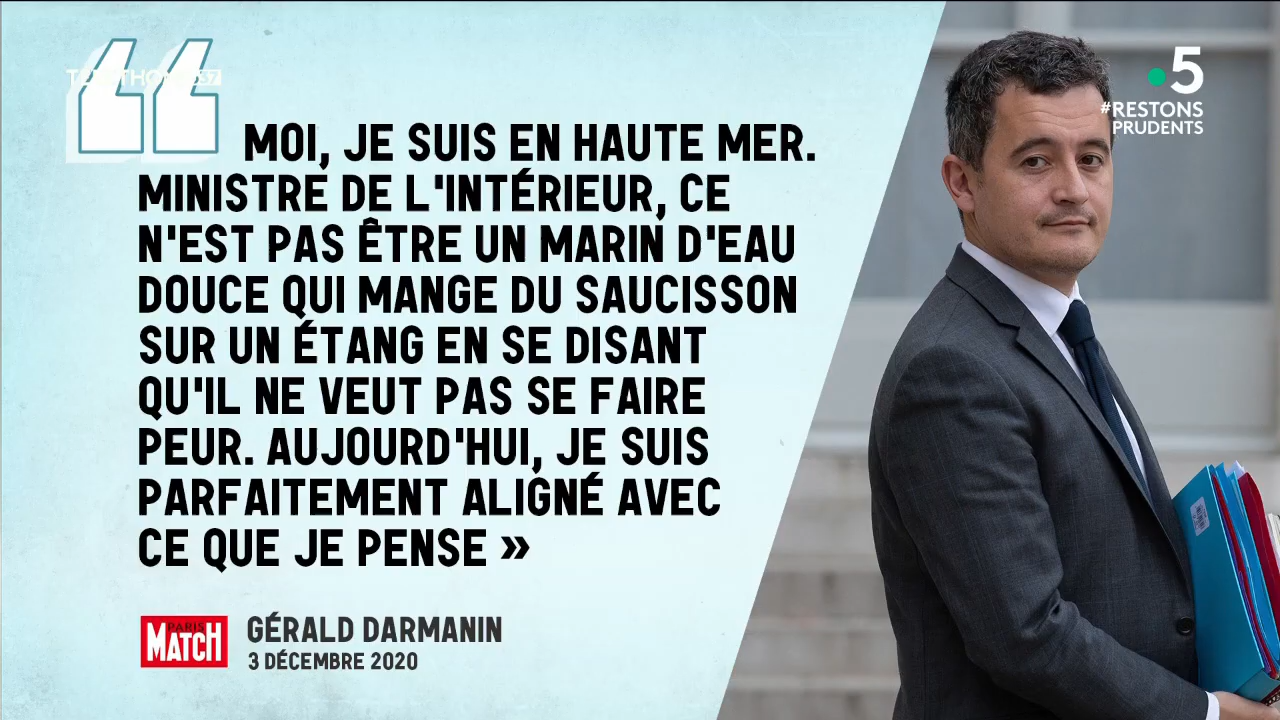 MOI, JE SUIS EN HAUTE MER.
MINISTRE DE L'INTÉRIEUR, CE
N'EST PAS ÊTRE UN MARIN D'EAU
DOUCE QUI MANGE DU SAUCISSON
SUR UN ÉTANG EN SE DISANT
QU'IL NE VEUT PAS SE FAIRE
PEUR. AUJOURD'HUI, JE SUIS
PARFAITEMENT ALIGNÉ AVEC
CE QUE JE PENSE »
PARIS
MATCH
GÉRALD DARMANIN
3 DÉCEMBRE 2020
5
#RESTONS
PRUDENTS